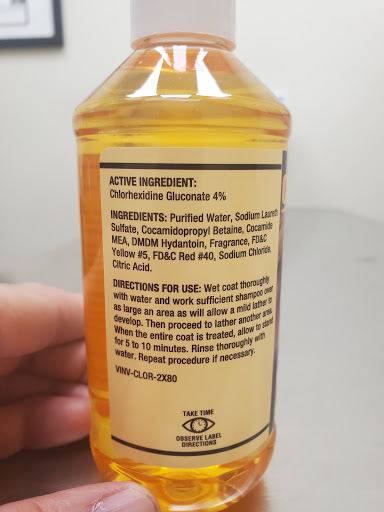 ACTIVE INGREDIENT:
Chlorhexidine Gluconate 4%
INGREDIENTS: Purified Water, Sodium Laureth
Sulfate, Cocamidopropyl Betaine, Cocamide
MEA, DMDM Hydantoin, Fragrance, FD&C
Yellow #5, FD&C Red #40, Sodium Chloride,
Citric Acid.
DIRECTIONS FOR USE: Wet coat thoroughly
with water and work sufficient shampoo over
as large an area as will allow a mild lather to
develop. Then proceed to lather another area.
When the entire coat is treated, allow to stand
for 5 to 10 minutes. Rinse thoroughly with
water. Repeat procedure if necessary.
VINV-CLOR-2X80
TAKE TIME
OBSERVE LABEL
DIRECTIONS